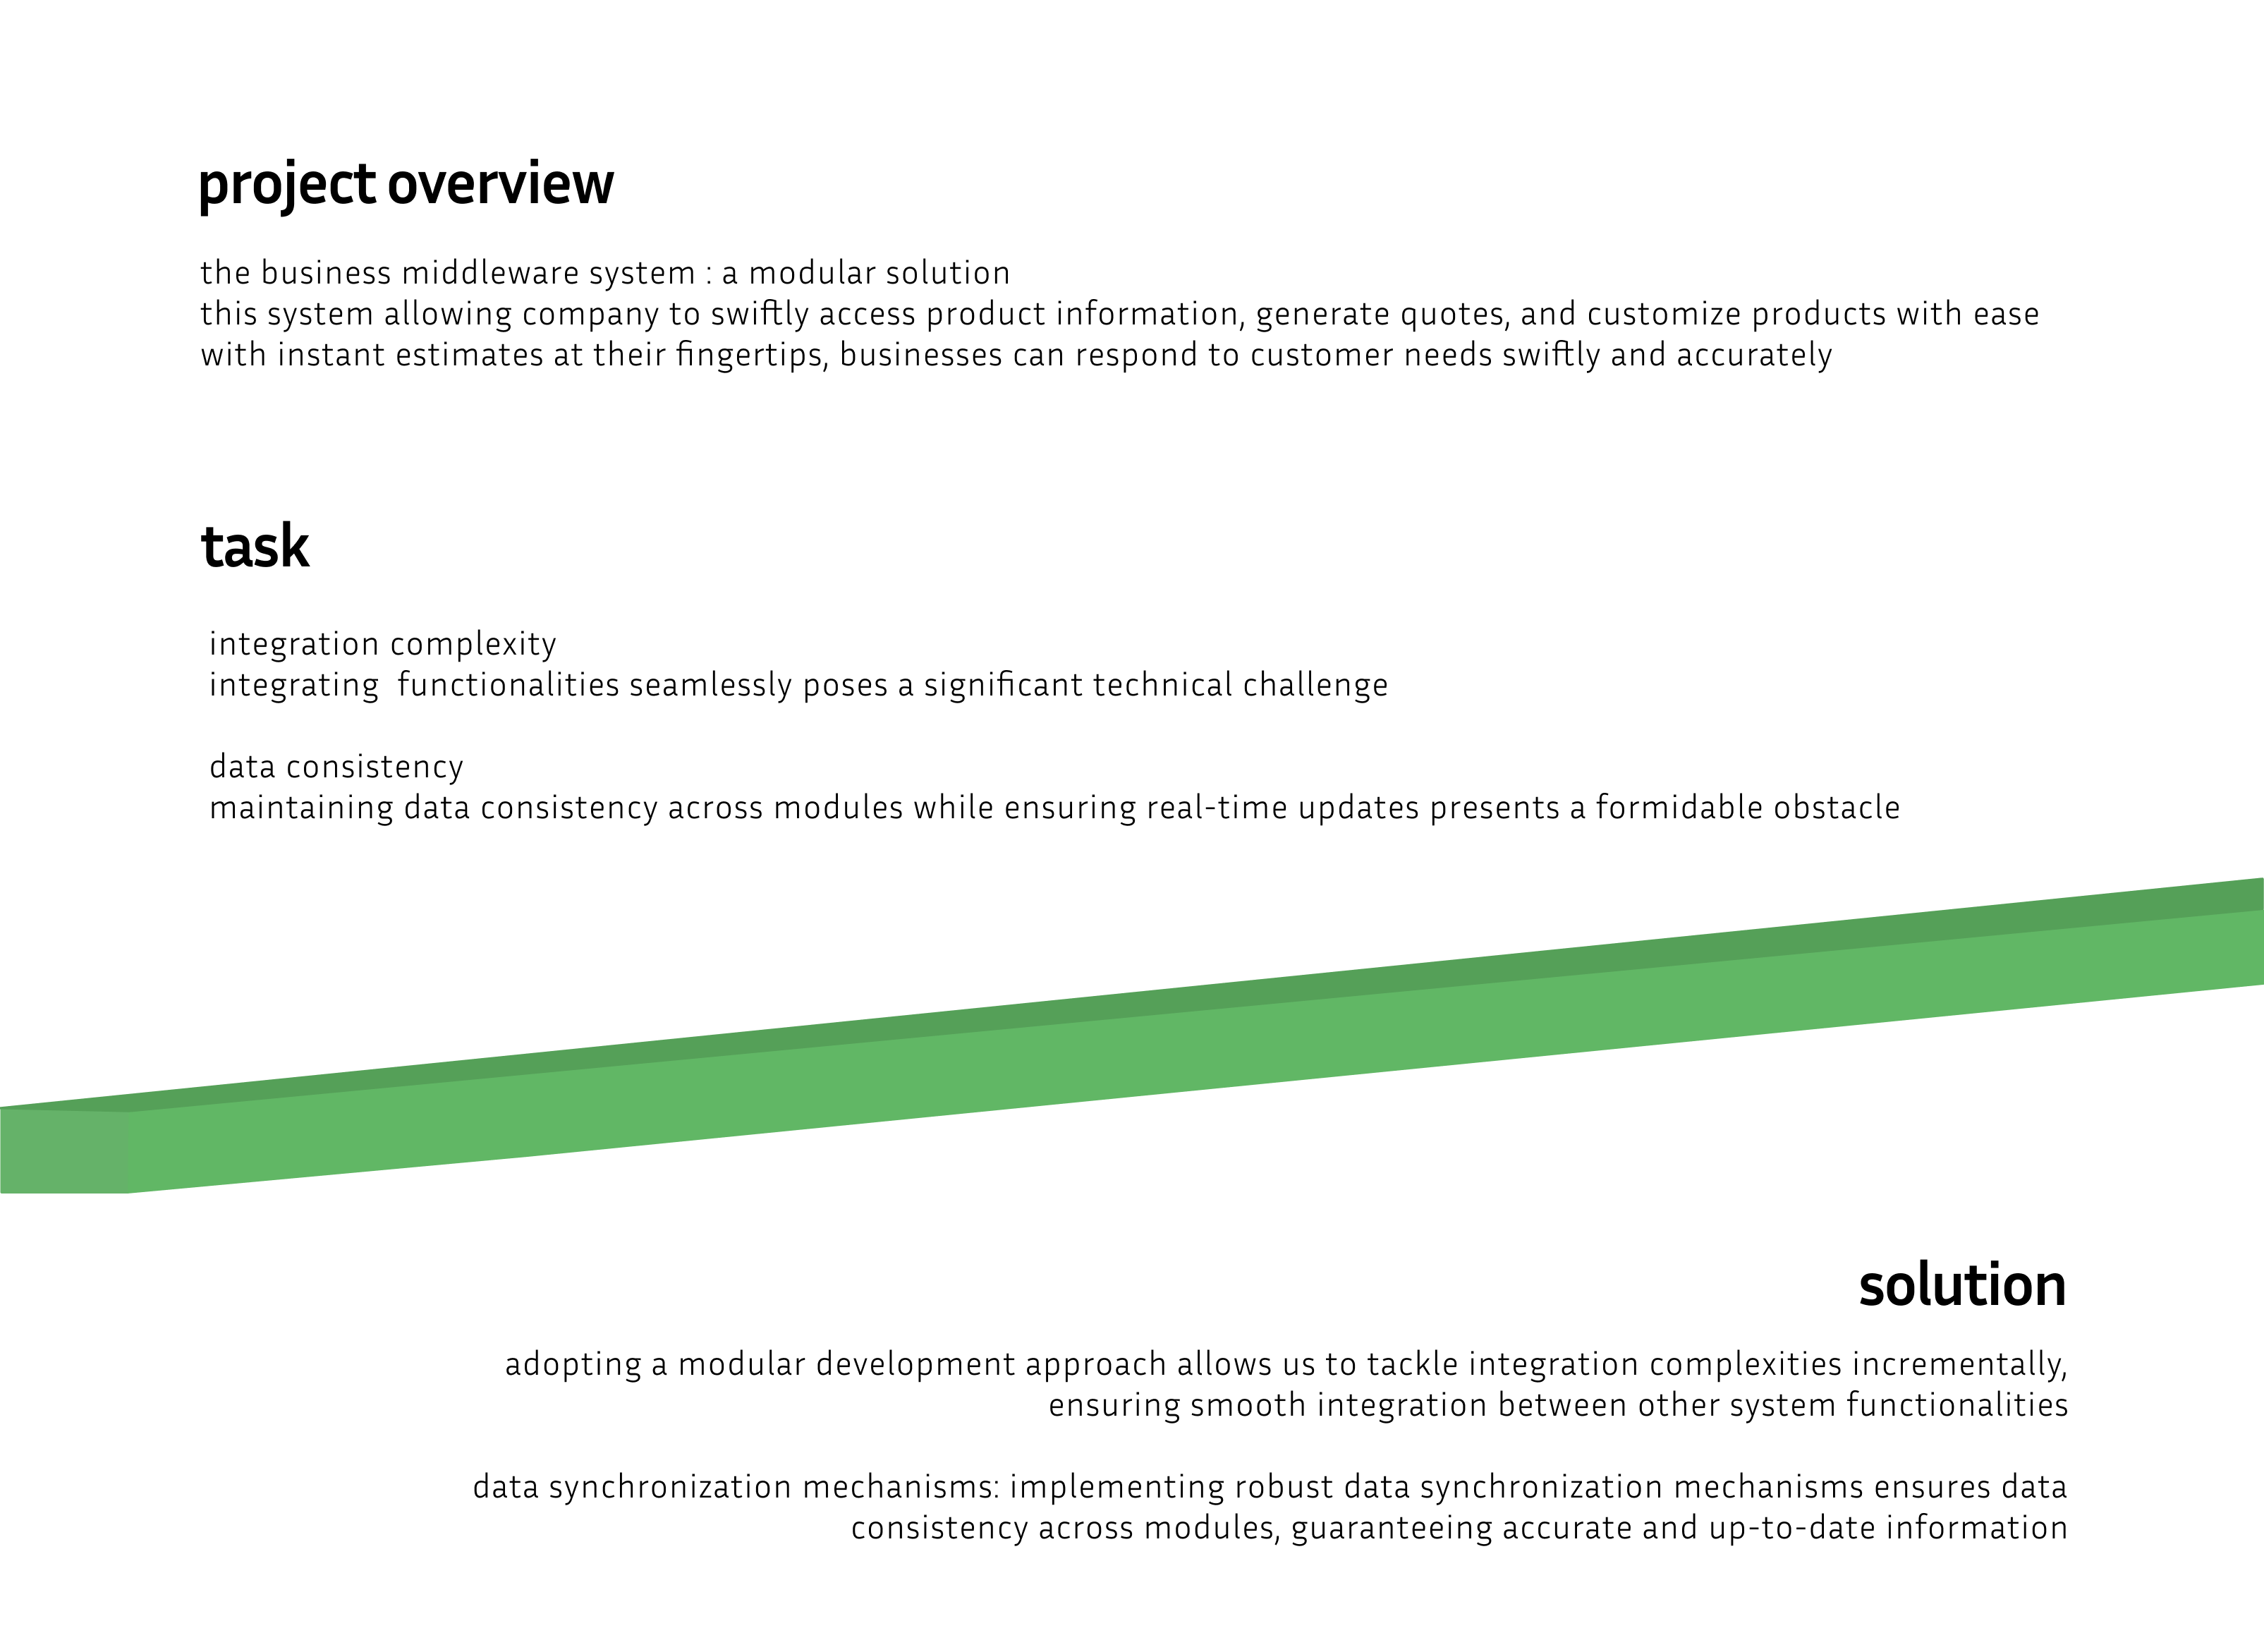 project overview
the business middleware system : a modular solution
this system allowing company to swiftly access product information, generate quotes, and customize products with ease
with instant estimates at their fingertips, businesses can respond to customer needs swiftly and accurately
task
integration complexity
integrating  functionalities seamlessly poses a significant technical challenge
data consistency
maintaining data consistency across modules while ensuring real-time updates presents a formidable obstacle
solution
adopting a modular development approach allows us to tackle integration complexities incrementally,
ensuring smooth integration between other system functionalities
data synchronization mechanisms: implementing robust data synchronization mechanisms ensures data
consistency across modules, guaranteeing accurate and up-to-date information